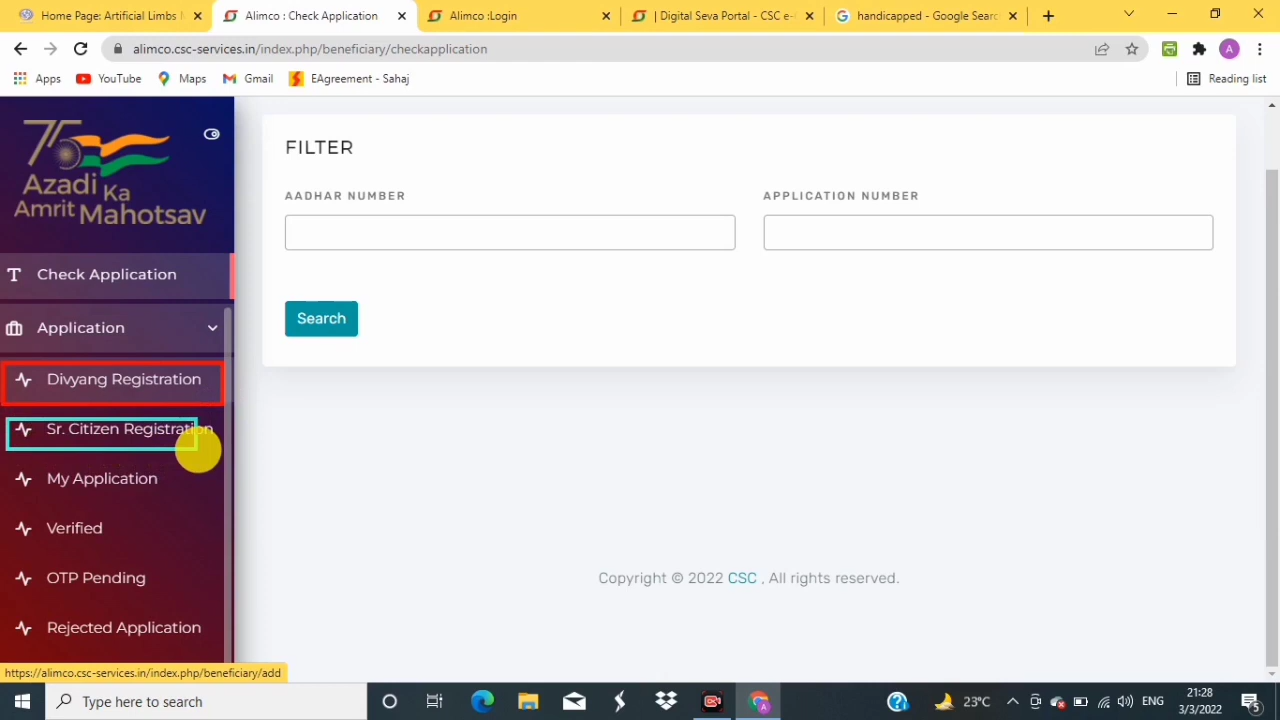 Home Page: Artificial Limbs
Alimco : Check Application
Alimco :Login
| Digital Seva Portal - CSC e-
handicapped - Google Searc
alimco.csc-services.in/index.php/beneficiary/checkapplication
A
Apps
YouTube
Maps
Gmail
EAgreement - Sahaj
Reading list
75
Azadi Ka
Amrit Mahotsav
Check Application
Application
Divyang Registration
Sr. Citizen Registration
My Application
Verified
OTP Pending
Rejected Application
FILTER
AADHAR NUMBER
APPLICATION NUMBER
Search
Copyright © 2022 CSC , All rights reserved.
https://alimco.csc-services.in/index.php/beneficiary/add
Type here to search
23°C
ENG
21:28
3/3/2022
5